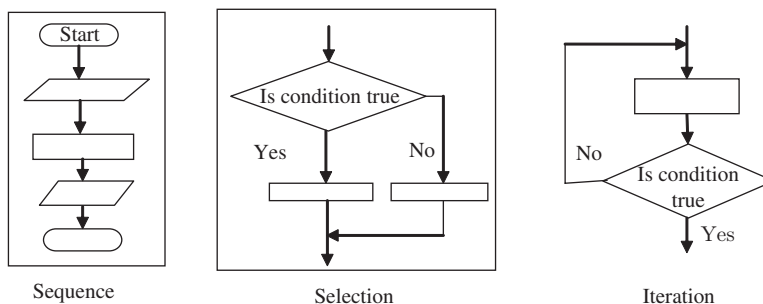 Start
Sequence
Is condition true
Yes
No
Selection
No
Is condition
true
Yes
Iteration